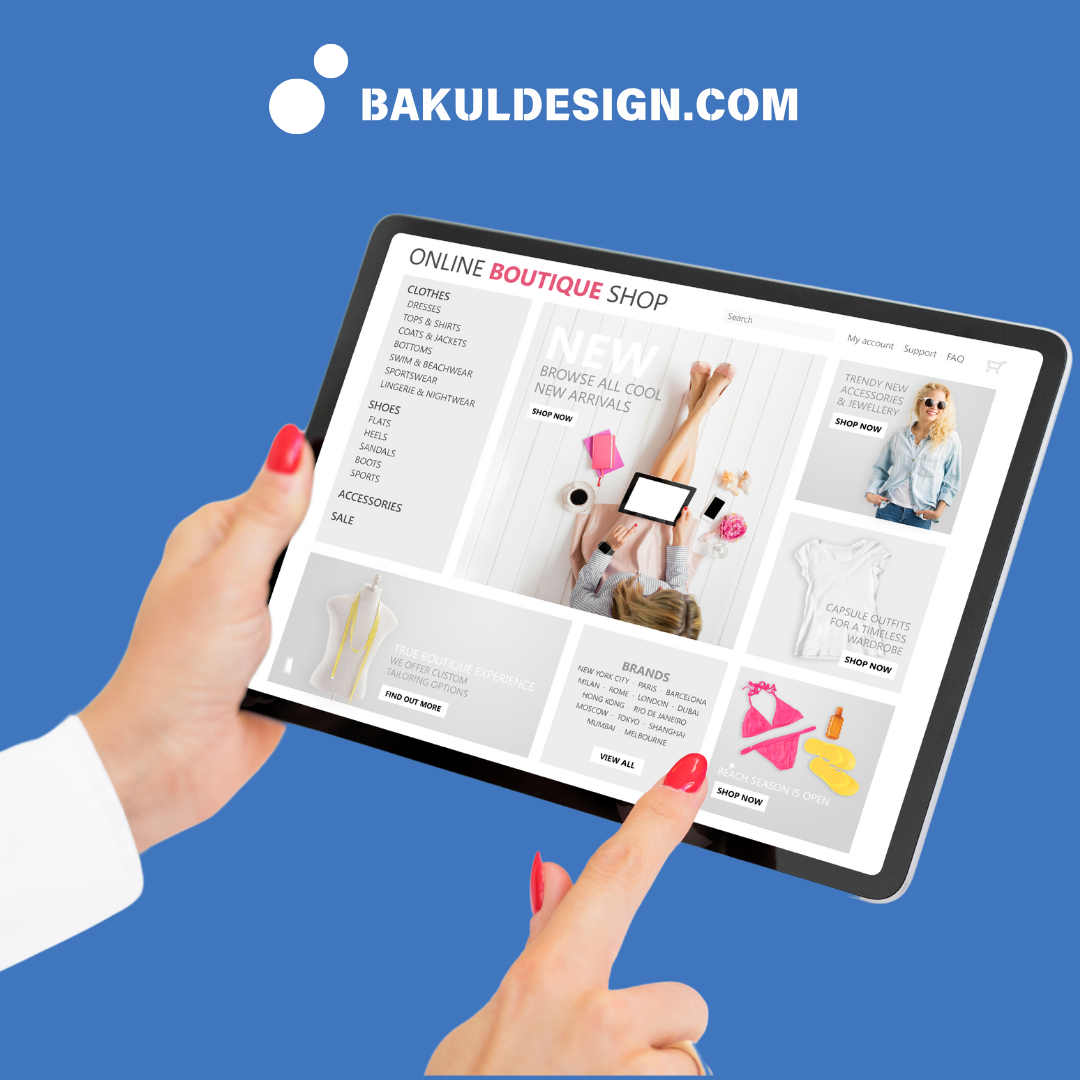 BAKULDESIGN.COM
ONLINE BOUTIQUE SHOP
Search
My account Support FAQ
CLOTHES
DRESSES
TOPS & SHIRTS
COATS & JACKETS
BOTTOMS
SWIM & BEACHWEAR
SPORTSWEAR
LINGERIE & NIGHTWEAR
SHOES
FLATS
HEELS
SANDALS
BOOTS
SPORTS
ACCESSORIES
SALE
NEW
BROWSE ALL COOL
NEW ARRIVALS
SHOP NOW
TRENDY NEW
ACCESSORIES
& JEWELLERY
SHOP NOW
CAPSULE OUTFITS
FOR A TIMELESS
WARDROBE
SHOP NOW
TRUE BOUTIQUE EXPERIENCE
WE OFFER CUSTOM
TAILORING OPTIONS
FIND OUT MORE
BRANDS
NEW YORK CITY · PARIS · BARCELONA
MILAN · ROME · LONDON · DUBAI
HONG KONG · RIO DE JANEIRO
MOSCOW · TOKYO · SHANGHAI
MUMBAI · MELBOURNE
VIEW ALL
BEACH SEASON IS OPEN
SHOP NOW